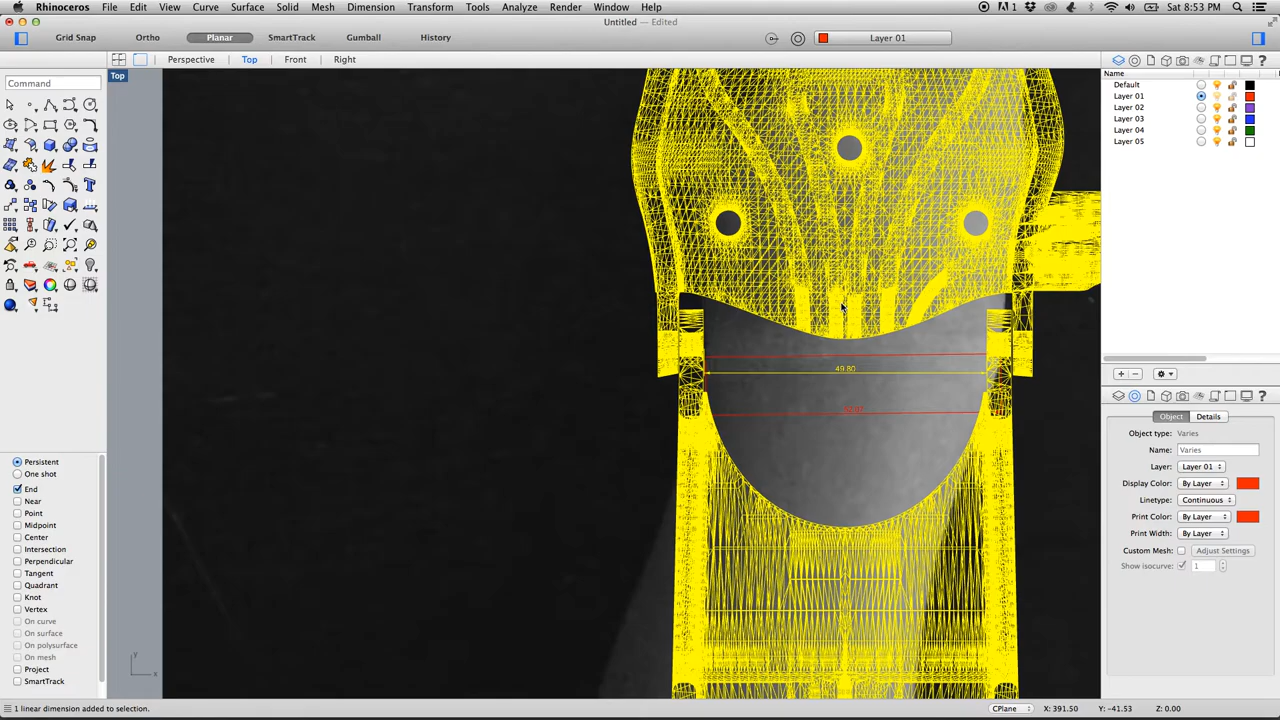 Rhinoceros File Edit View Curve Surface Solid Mesh Dimension Transform Tools Analyze Render Window Help
1 Sat 8:53 PM
Untitled — Edited
Grid Snap Ortho Planar SmartTrack Gumball History Layer 01
Perspective Top Front Right
Top
Command
Name
Default
Layer 01
Layer 02
Layer 03
Layer 04
Layer 05
49.80
Object Details
Object type: Varies
Name: Varies
Layer: Layer 01
Display Color: By Layer
Linetype: Continuous
Print Color: By Layer
Print Width: By Layer
Custom Mesh: Adjust Settings
Show isocurve: 1
Persistent
One shot
End
Near
Point
Midpoint
Center
Intersection
Perpendicular
Tangent
Quadrant
Knot
Vertex
On curve
On surface
On polysurface
On mesh
Project
SmartTrack
y
x
1 linear dimension added to selection. CPlane X: 391.50 Y: -41.53 Z: 0.00